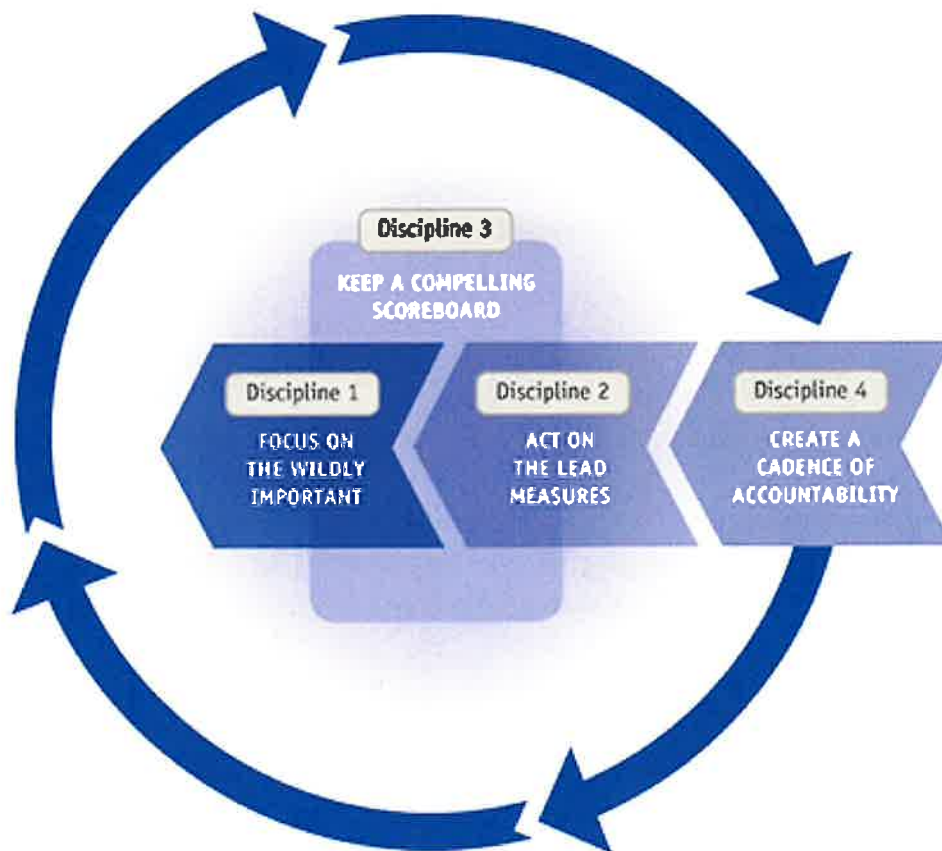 Discipline 3
KEEP A COMPELLING
SCOREBOARD
Discipline 1
FOCUS ON
THE WILDLY
IMPORTANT
Discipline 2
ACT ON
THE LEAD
MEASURES
Discipline 4
CREATE A
CADENCE OF
ACCOUNTABILITY